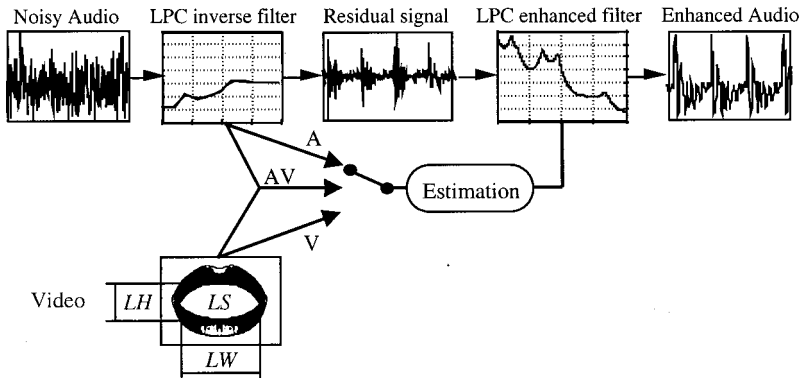 Noisy Audio
LPC inverse filter
Residual signal
LPC enhanced filter
Enhanced Audio
A
AV
V
Estimation
Video
LH
LS
LW